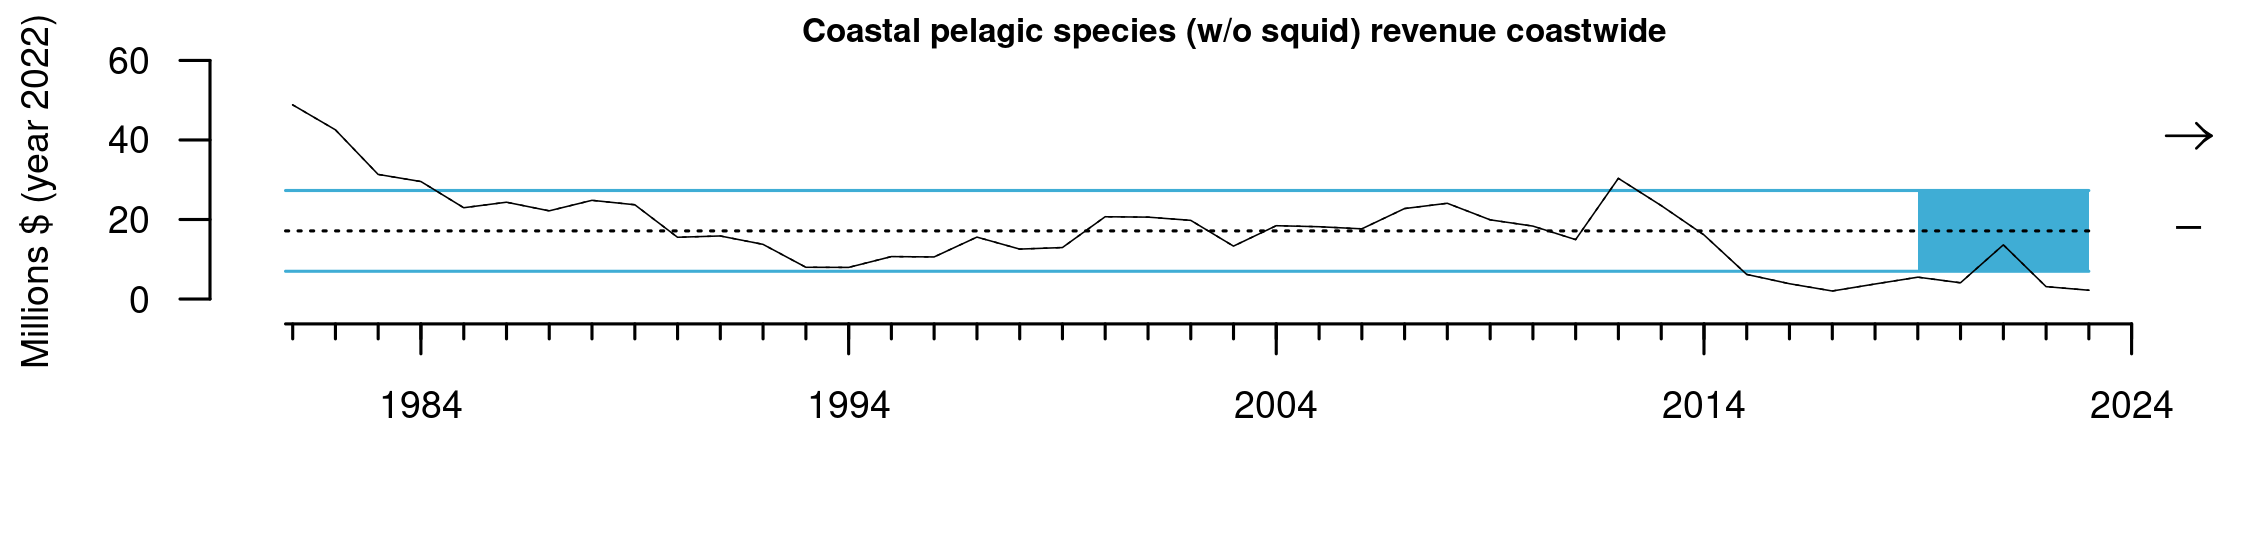 Coastal pelagic species (w/o squid) revenue coastwide
Millions $ (year 2022)
60
40
20
0
1984 1994 2004 2014 2024